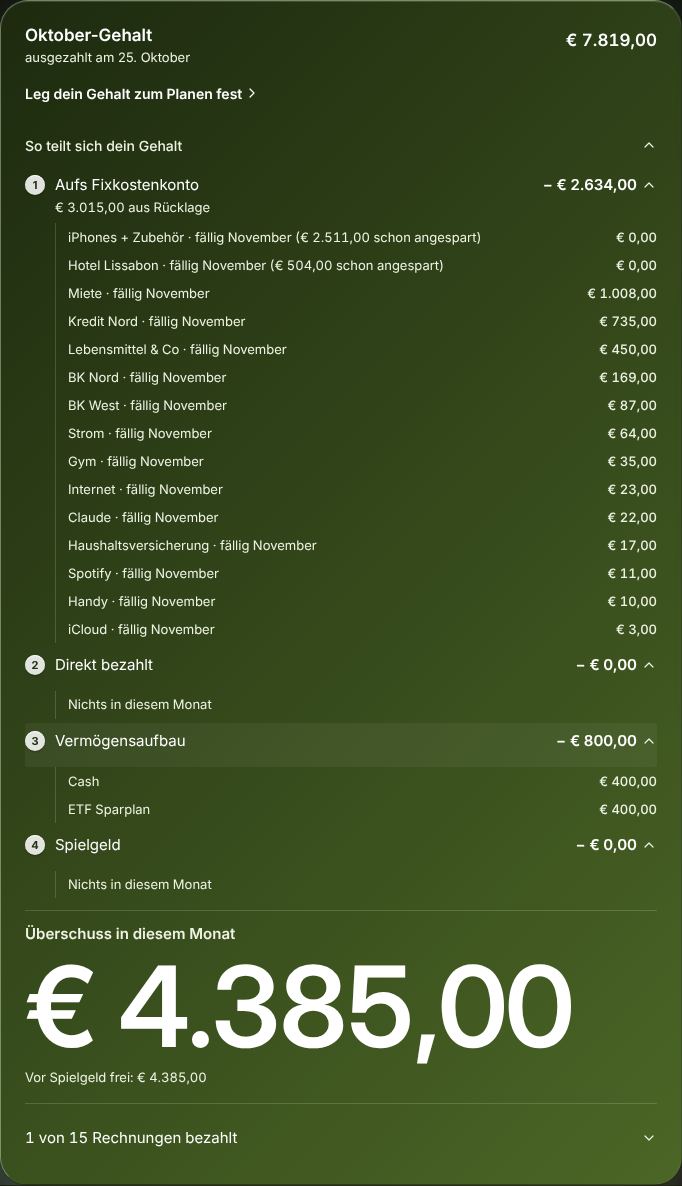 Oktober-Gehalt
€ 7.819,00
ausgezahlt am 25. Oktober
Leg dein Gehalt zum Planen fest
So teilt sich dein Gehalt
1 Aufs Fixkostenkonto – € 2.634,00
€ 3.015,00 aus Rücklage
iPhones + Zubehör · fällig November (€ 2.511,00 schon angespart) € 0,00
Hotel Lissabon · fällig November (€ 504,00 schon angespart) € 0,00
Miete · fällig November € 1.008,00
Kredit Nord · fällig November € 735,00
Lebensmittel & Co · fällig November € 450,00
BK Nord · fällig November € 169,00
BK West · fällig November € 87,00
Strom · fällig November € 64,00
Gym · fällig November € 35,00
Internet · fällig November € 23,00
Claude · fällig November € 22,00
Haushaltsversicherung · fällig November € 17,00
Spotify · fällig November € 11,00
Handy · fällig November € 10,00
iCloud · fällig November € 3,00
2 Direkt bezahlt – € 0,00
Nichts in diesem Monat
3 Vermögensaufbau – € 800,00
Cash € 400,00
ETF Sparplan € 400,00
4 Spielgeld – € 0,00
Nichts in diesem Monat
Überschuss in diesem Monat
€ 4.385,00
Vor Spielgeld frei: € 4.385,00
1 von 15 Rechnungen bezahlt